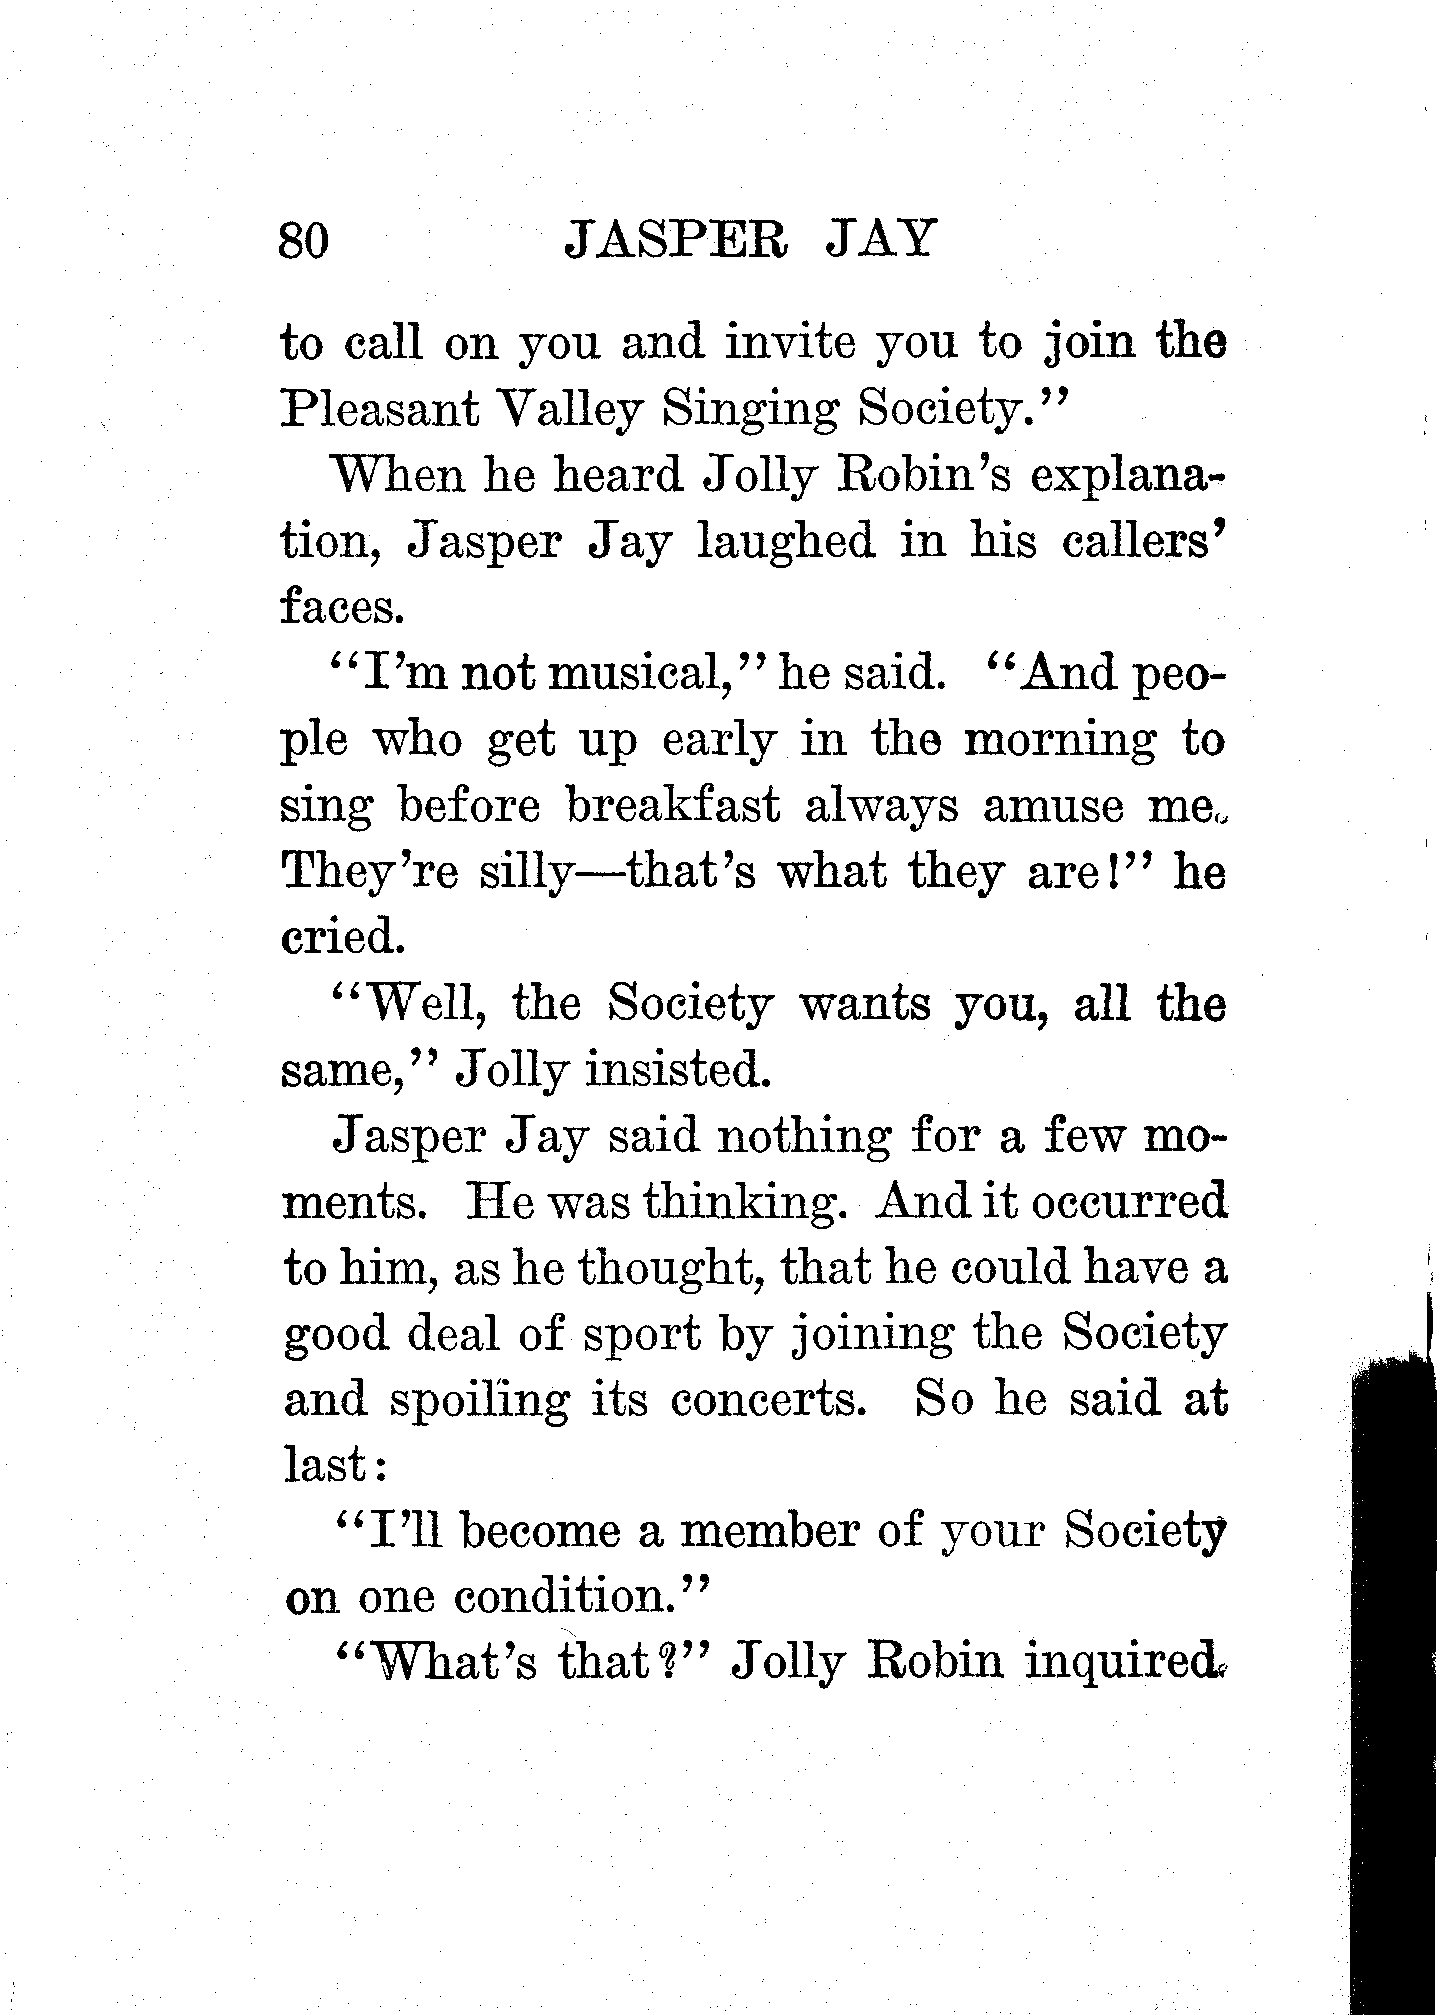 80 JASPER JAY
to call on you and invite you to join the
Pleasant Valley Singing Society."
When he heard Jolly Robin's explana-
tion, Jasper Jay laughed in his callers'
faces.
"I'm not musical," he said. "And peo-
ple who get up early in the morning to
sing before breakfast always amuse me.
They're silly—that's what they are!" he
cried.
"Well, the Society wants you, all the
same," Jolly insisted.
Jasper Jay said nothing for a few mo-
ments. He was thinking. And it occurred
to him, as he thought, that he could have a
good deal of sport by joining the Society
and spoiling its concerts. So he said at
last:
"I'll become a member of your Society
on one condition."
"What's that?" Jolly Robin inquired.